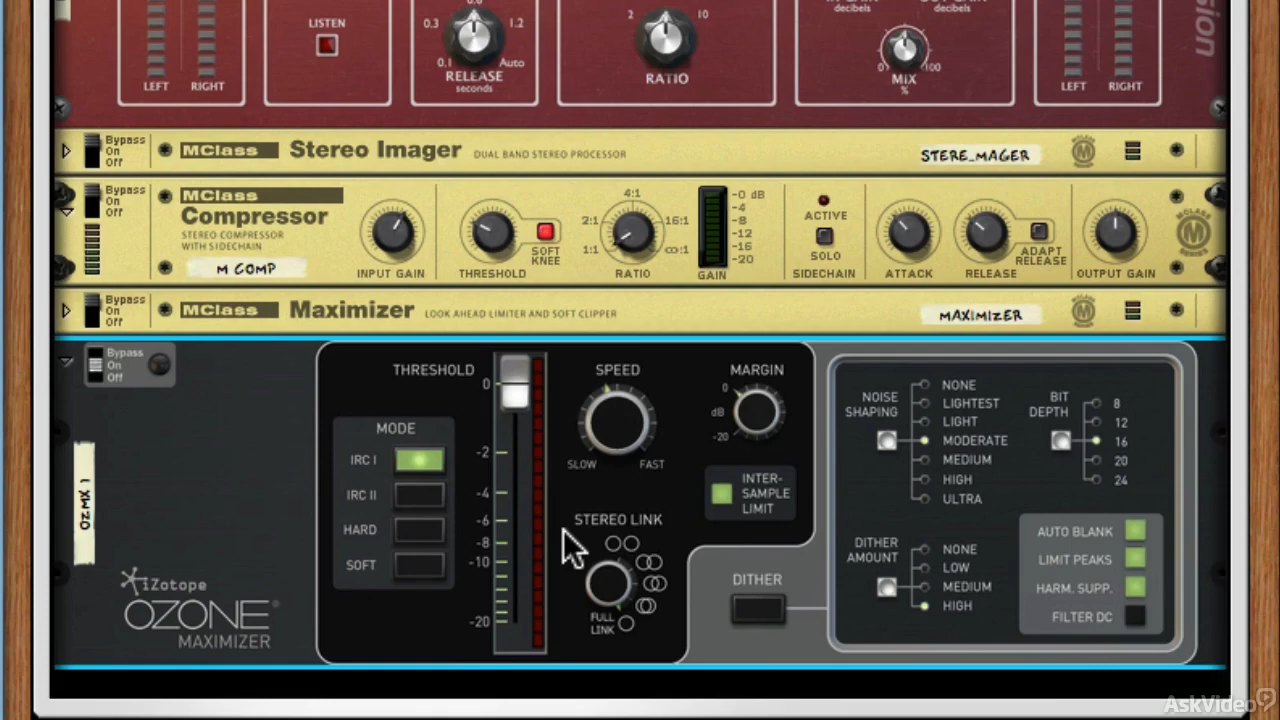 LISTEN
0.3 0.6 1.2
0.1 Auto
RELEASE
seconds
2 10
RATIO
decibels decibels
0 100
MIX
%
LEFT RIGHT
LEFT RIGHT
Bypass
On
Off
MClass Stereo Imager DUAL BAND STEREO PROCESSOR
STERE_MAGER
Bypass
On
Off
MClass
Compressor
STEREO COMPRESSOR
WITH SIDECHAIN
M COMP
INPUT GAIN
THRESHOLD
SOFT
KNEE
4:1
2:1 16:1
1:1 ∞:1
RATIO
-0 dB
-4
-8
-12
-16
-20
GAIN
ACTIVE
SOLO
SIDECHAIN
ATTACK
RELEASE
ADAPT
RELEASE
OUTPUT GAIN
MCLASS
SERIES
Bypass
On
Off
MClass Maximizer LOOK AHEAD LIMITER AND SOFT CLIPPER
MAXIMIZER
Bypass
On
Off
OZMX 1
iZotope
OZONE®
MAXIMIZER
MODE
IRC I
IRC II
HARD
SOFT
THRESHOLD
0
-2
-4
-6
-8
-10
-20
SPEED
SLOW FAST
STEREO LINK
FULL
LINK
MARGIN
0
dB
-20
INTER-
SAMPLE
LIMIT
DITHER
NOISE
SHAPING
NONE
LIGHTEST
LIGHT
MODERATE
MEDIUM
HIGH
ULTRA
BIT
DEPTH
8
12
16
20
24
DITHER
AMOUNT
NONE
LOW
MEDIUM
HIGH
AUTO BLANK
LIMIT PEAKS
HARM. SUPP.
FILTER DC
AskVideo